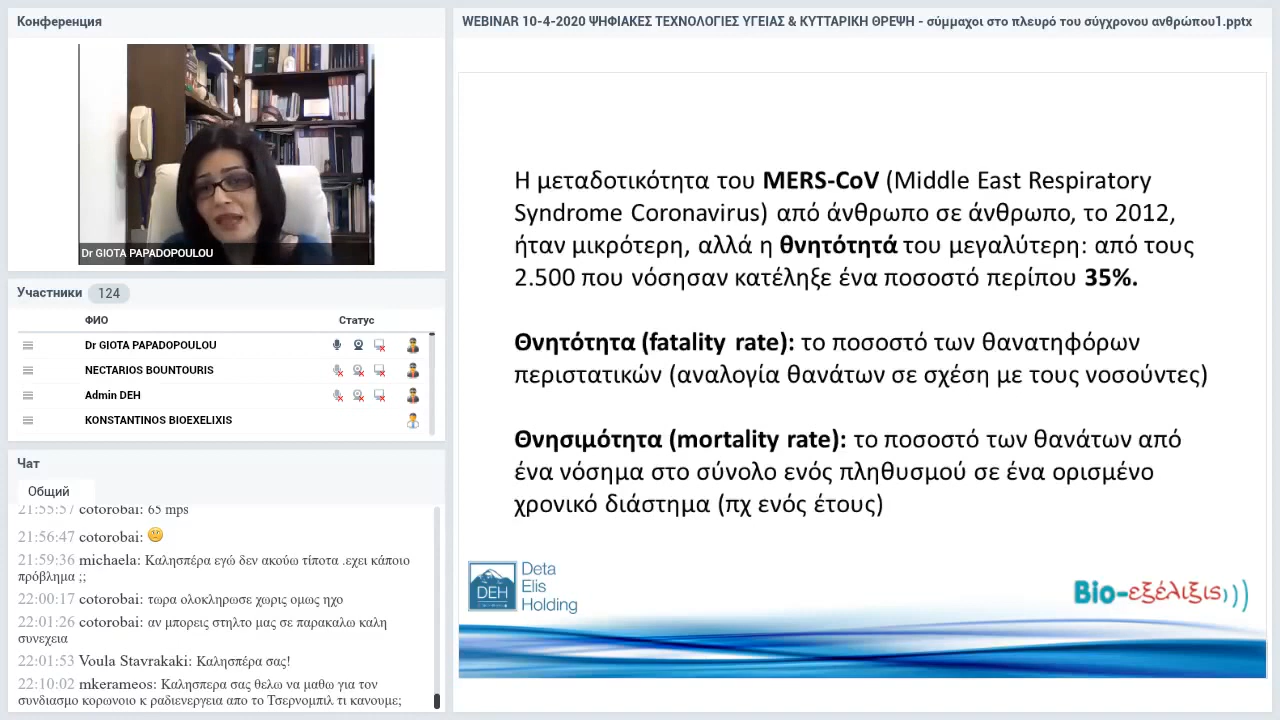 Конференция
Dr GIOTA PAPADOPOULOU
Участники 124
ФИО Статус
Dr GIOTA PAPADOPOULOU
NECTARIOS BOUNTOURIS
Admin DEH
KONSTANTINOS BIOEXELIXIS
Чат
Общий
21:55:57 cotorobai: 65 mps
21:56:47 cotorobai:
21:59:36 michaela: Καλησπέρα εγώ δεν ακούω τίποτα .εχει κάποιο
πρόβλημα ;;
22:00:17 cotorobai: τωρα ολοκληρωσε χωρις ομως ηχο
22:01:26 cotorobai: αν μπορεις στηλτο μας σε παρακαλω καλη
συνεχεια
22:01:53 Voula Stavrakaki: Καλησπέρα σας!
22:10:02 mkerameos: Καλησπερα σας θελω να μαθω για τον
συνδιασμο κορωνοιο κ ραδιενεργεια απο το Τσερνομπιλ τι κανουμε;
WEBINAR 10-4-2020 ΨΗΦΙΑΚΕΣ ΤΕΧΝΟΛΟΓΙΕΣ ΥΓΕΙΑΣ & ΚΥΤΤΑΡΙΚΗ ΘΡΕΨΗ - σύμμαχοι στο πλευρό του σύγχρονου ανθρώπου1.pptx
Η μεταδοτικότητα του MERS-CoV (Middle East Respiratory
Syndrome Coronavirus) από άνθρωπο σε άνθρωπο, το 2012,
ήταν μικρότερη, αλλά η θνητότητά του μεγαλύτερη: από τους
2.500 που νόσησαν κατέληξε ένα ποσοστό περίπου 35%.
Θνητότητα (fatality rate): το ποσοστό των θανατηφόρων
περιστατικών (αναλογία θανάτων σε σχέση με τους νοσούντες)
Θνησιμότητα (mortality rate): το ποσοστό των θανάτων από
ένα νόσημα στο σύνολο ενός πληθυσμού σε ένα ορισμένο
χρονικό διάστημα (πχ ενός έτους)
DEH
Deta
Elis
Holding
Bio-εξέλιξις)))